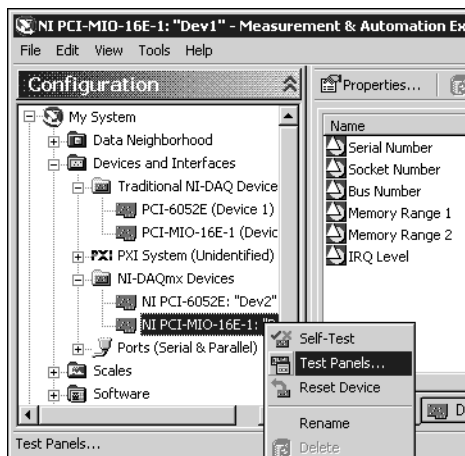 NI PCI-MIO-16E-1: "Dev1" - Measurement & Automation Ex
File Edit View Tools Help
Configuration
Properties...
My System
Data Neighborhood
Devices and Interfaces
Traditional NI-DAQ Device
PCI-6052E (Device 1)
PCI-MIO-16E-1 (Devic
PXI PXI System (Unidentified)
NI-DAQmx Devices
NI PCI-6052E: "Dev2"
NI PCI-MIO-16E-1: "D
Ports (Serial & Parallel)
Scales
Software
Name
Serial Number
Socket Number
Bus Number
Memory Range 1
Memory Range 2
IRQ Level
Self-Test
Test Panels...
Reset Device
Rename
Delete
D
Test Panels...